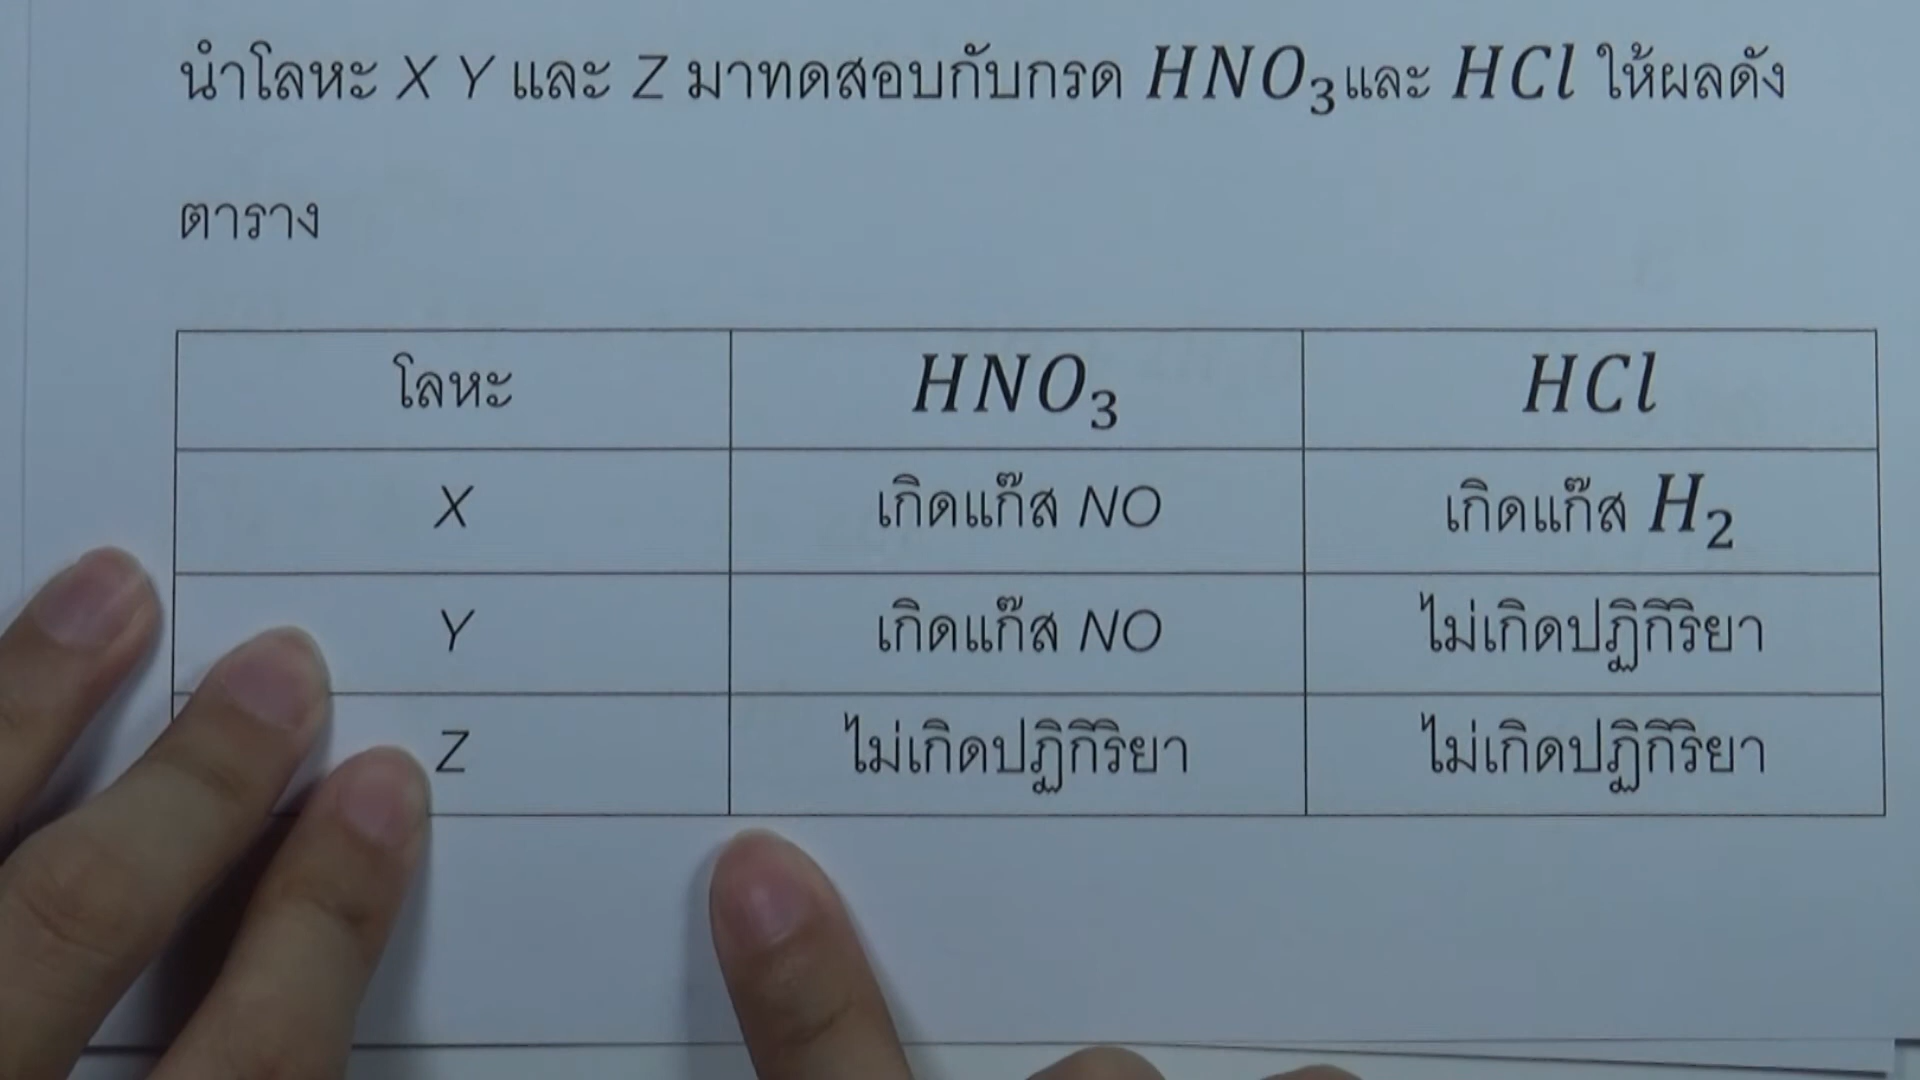 นำโลหะ X Y และ Z มาทดสอบกับกรด HNO₃และ HCl ให้ผลดัง
ตาราง
โลหะ HNO₃ HCl
X เกิดแก๊ส NO เกิดแก๊ส H₂
Y เกิดแก๊ส NO ไม่เกิดปฏิกิริยา
Z ไม่เกิดปฏิกิริยา ไม่เกิดปฏิกิริยา